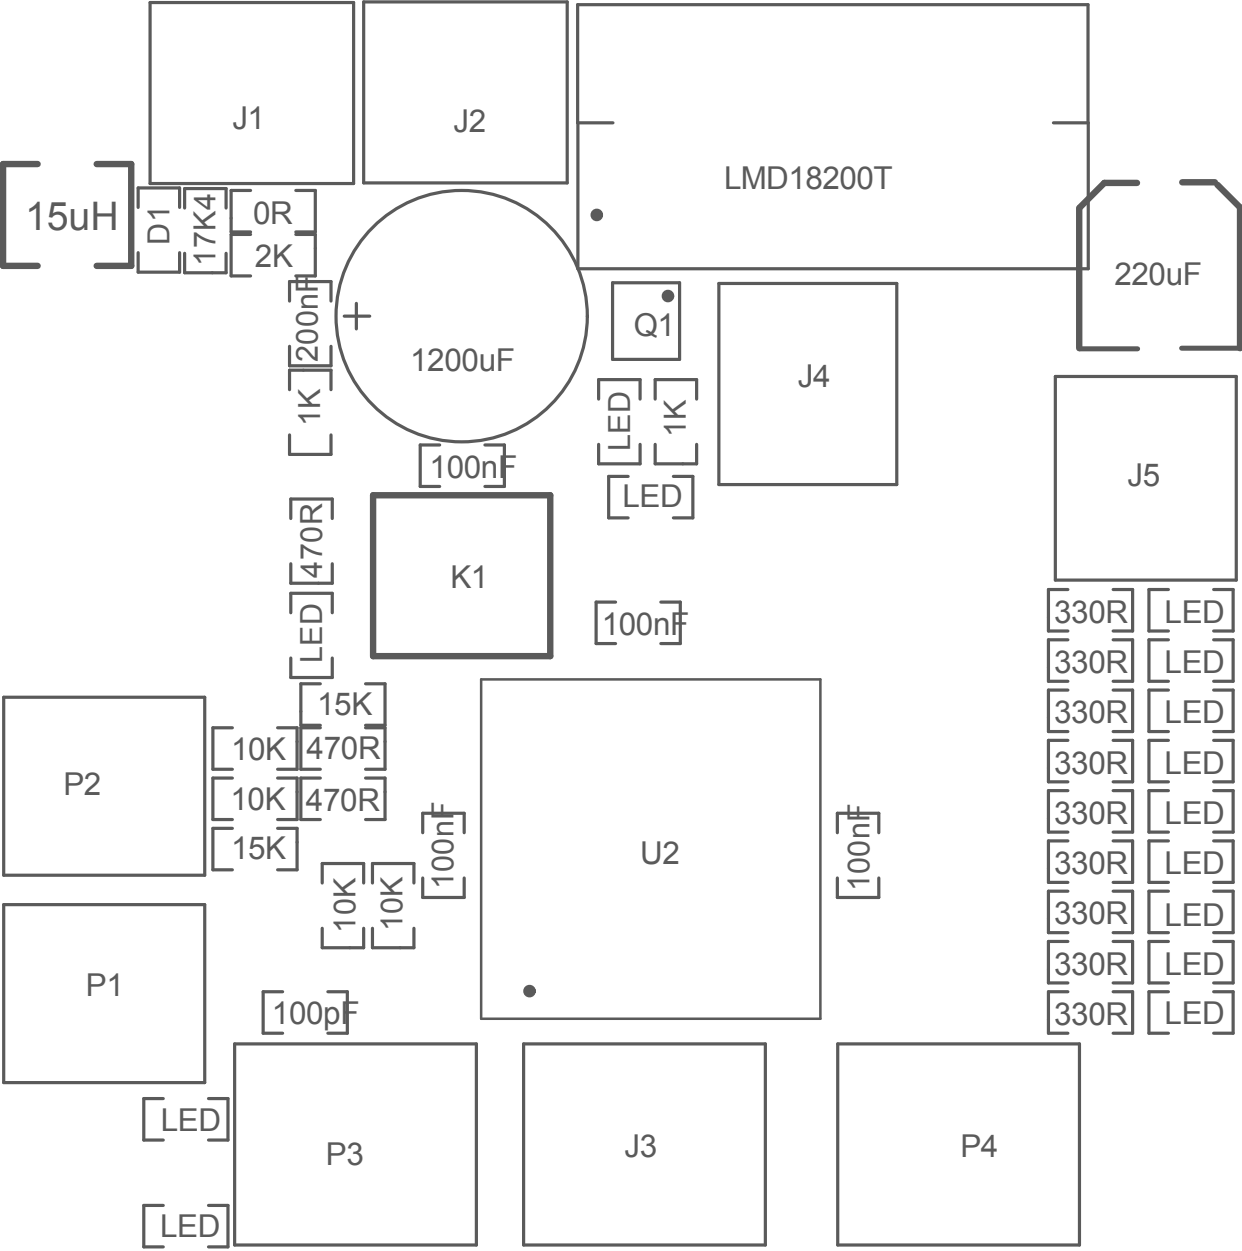 J1
J2
LMD18200T
15uH
D1
17K4
0R
2K
220uF
200nF
+
1200uF
Q1
J4
1K
LED
1K
100nF
LED
J5
470R
K1
LED
100nF
330R LED
330R LED
330R LED
330R LED
330R LED
330R LED
330R LED
330R LED
330R LED
15K
P2
10K
470R
10K
470R
15K
100nF
U2
100nF
10K
10K
P1
100pF
LED
P3
J3
P4
LED